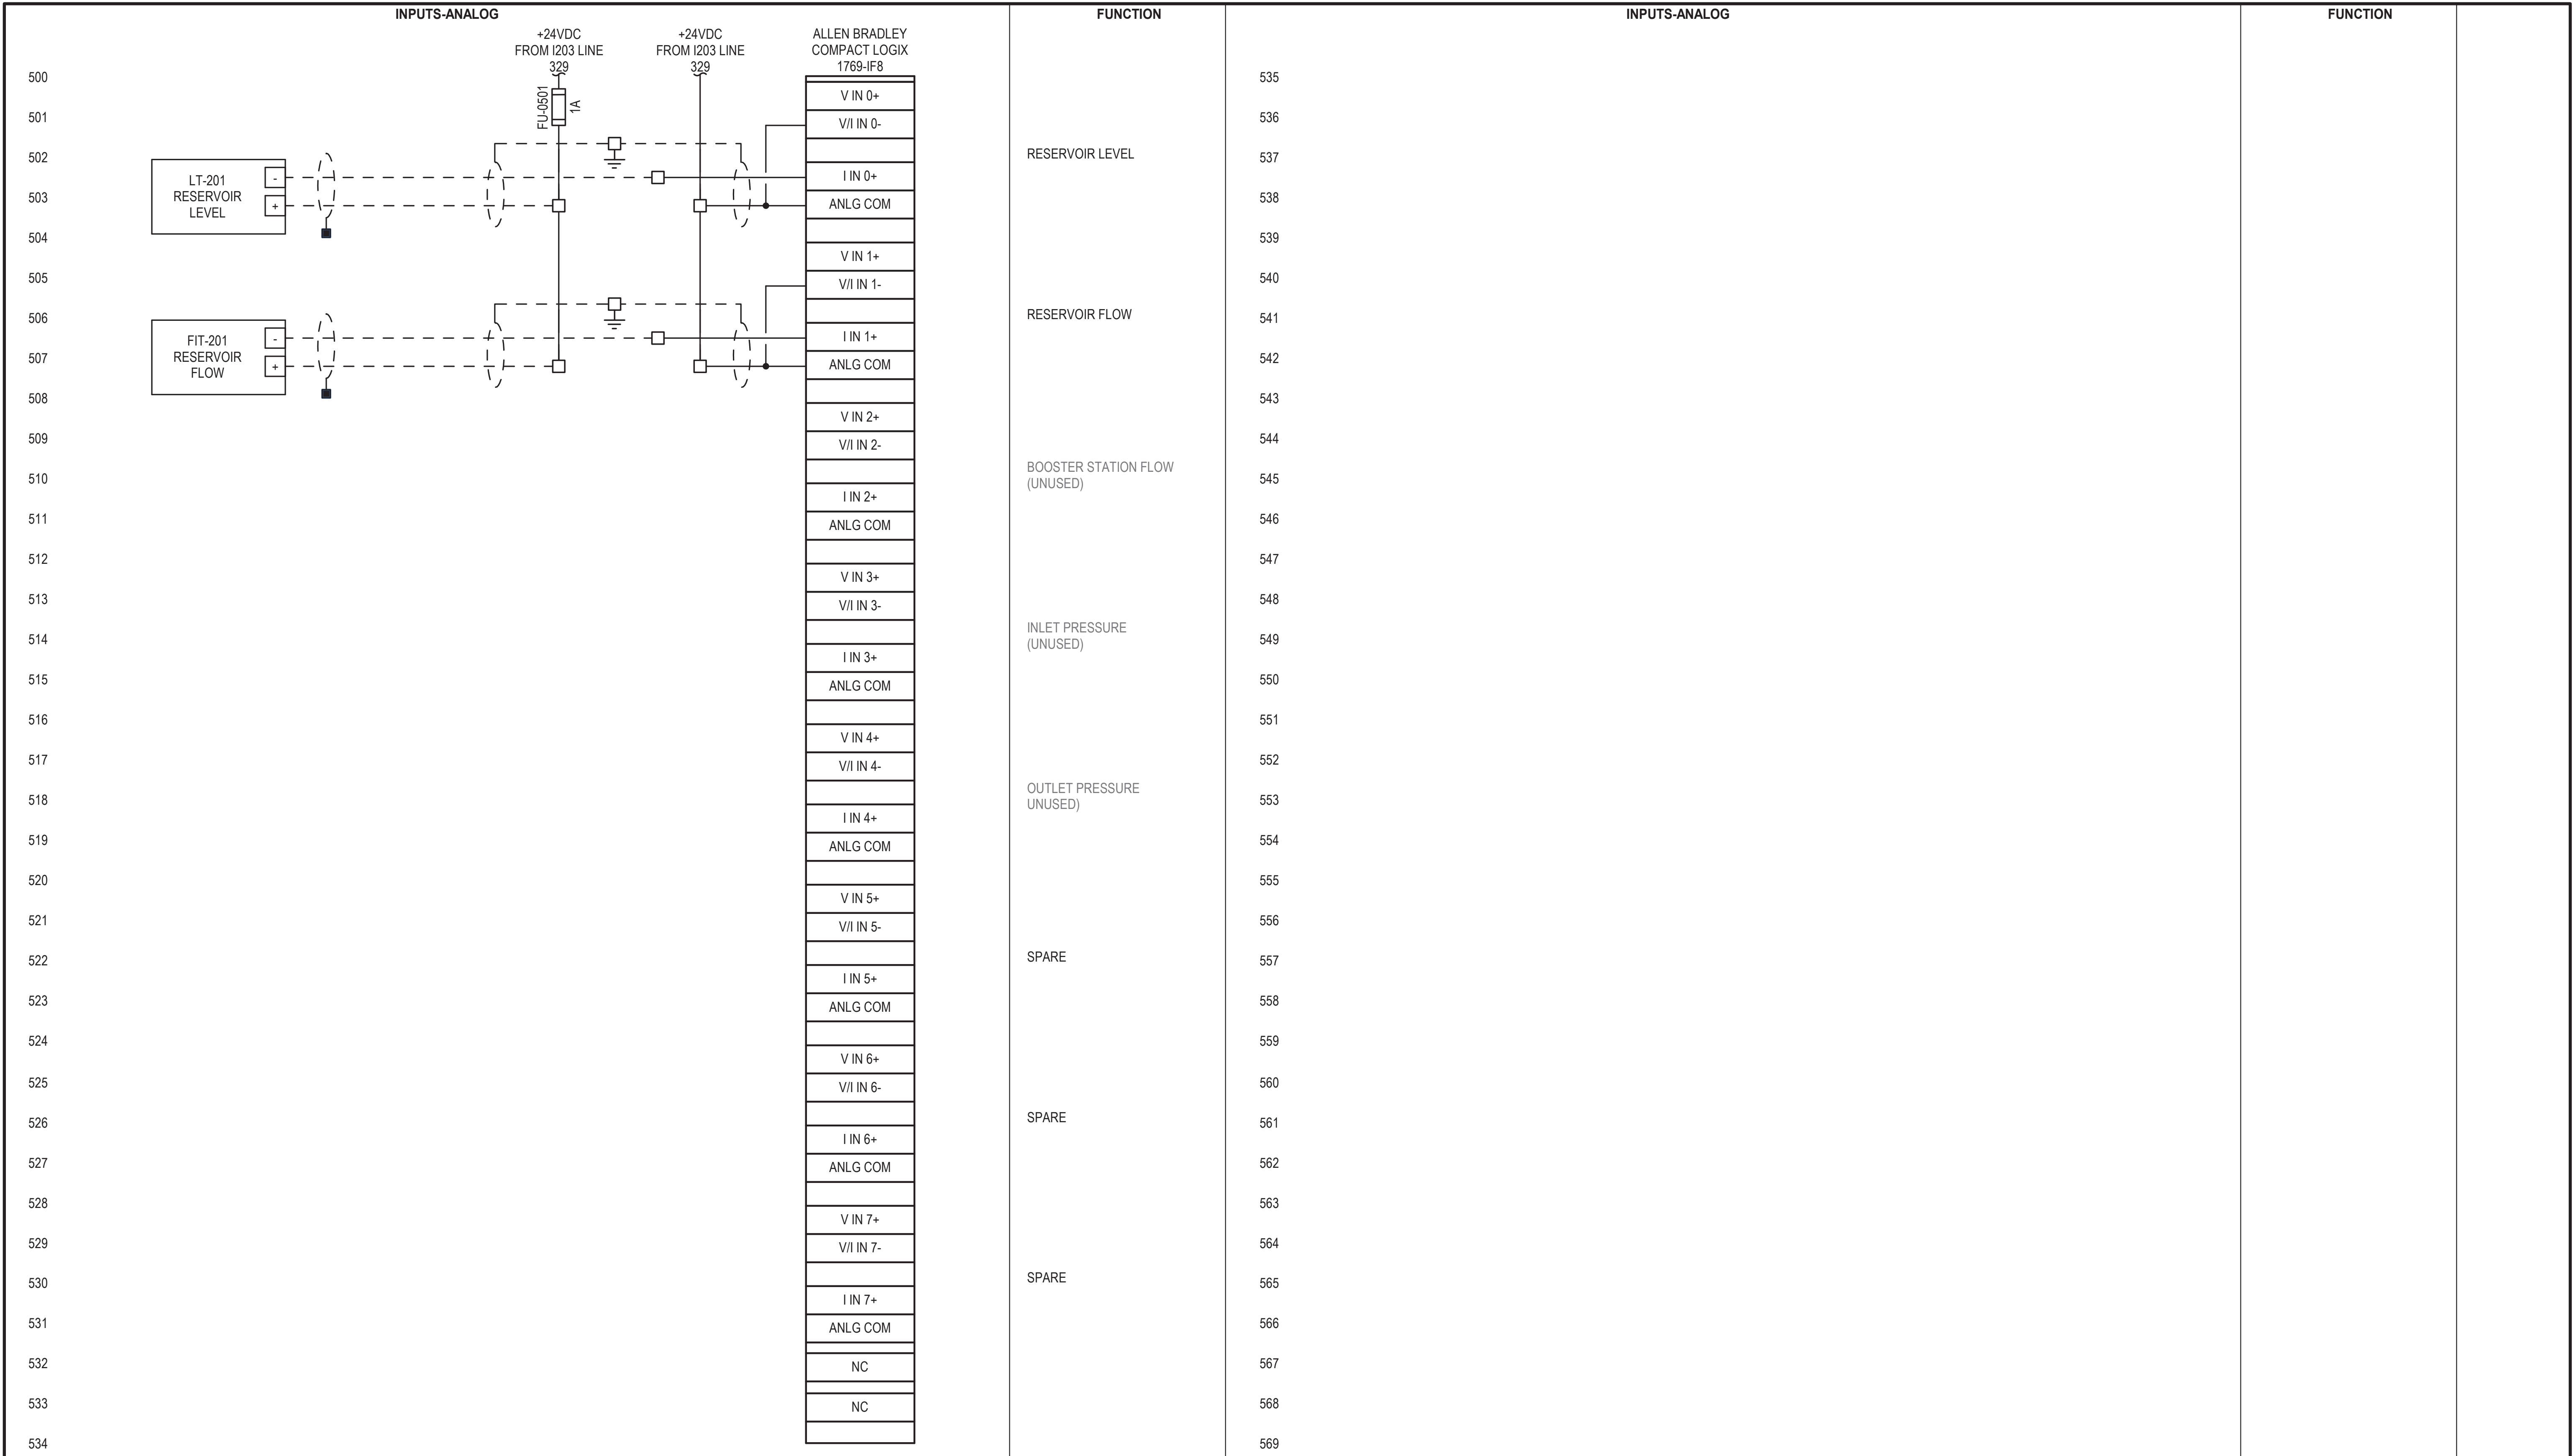 INPUTS-ANALOG
FUNCTION
INPUTS-ANALOG
FUNCTION
+24VDC
FROM I203 LINE
329
+24VDC
FROM I203 LINE
329
ALLEN BRADLEY
COMPACT LOGIX
1769-IF8
500
501
502
503
504
505
506
507
508
509
510
511
512
513
514
515
516
517
518
519
520
521
522
523
524
525
526
527
528
529
530
531
532
533
534
FU-0501
1A
LT-201
RESERVOIR
LEVEL
-
+
FIT-201
RESERVOIR
FLOW
-
+
V IN 0+
V/I IN 0-
I IN 0+
ANLG COM
V IN 1+
V/I IN 1-
I IN 1+
ANLG COM
V IN 2+
V/I IN 2-
I IN 2+
ANLG COM
V IN 3+
V/I IN 3-
I IN 3+
ANLG COM
V IN 4+
V/I IN 4-
I IN 4+
ANLG COM
V IN 5+
V/I IN 5-
I IN 5+
ANLG COM
V IN 6+
V/I IN 6-
I IN 6+
ANLG COM
V IN 7+
V/I IN 7-
I IN 7+
ANLG COM
NC
NC
RESERVOIR LEVEL
RESERVOIR FLOW
BOOSTER STATION FLOW
(UNUSED)
INLET PRESSURE
(UNUSED)
OUTLET PRESSURE
UNUSED)
SPARE
SPARE
SPARE
535
536
537
538
539
540
541
542
543
544
545
546
547
548
549
550
551
552
553
554
555
556
557
558
559
560
561
562
563
564
565
566
567
568
569